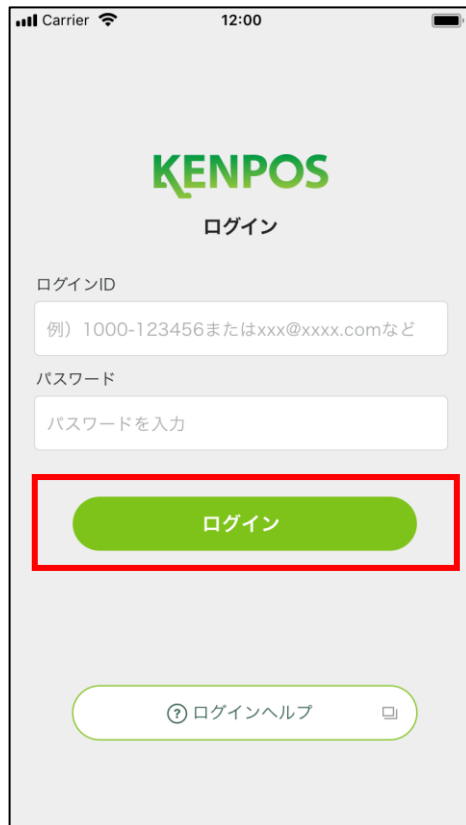 Carrier 12:00
KENPOS
ログイン
ログインID
例）1000-123456またはxxx@xxxx.comなど
パスワード
パスワードを入力
ログイン
? ログインヘルプ